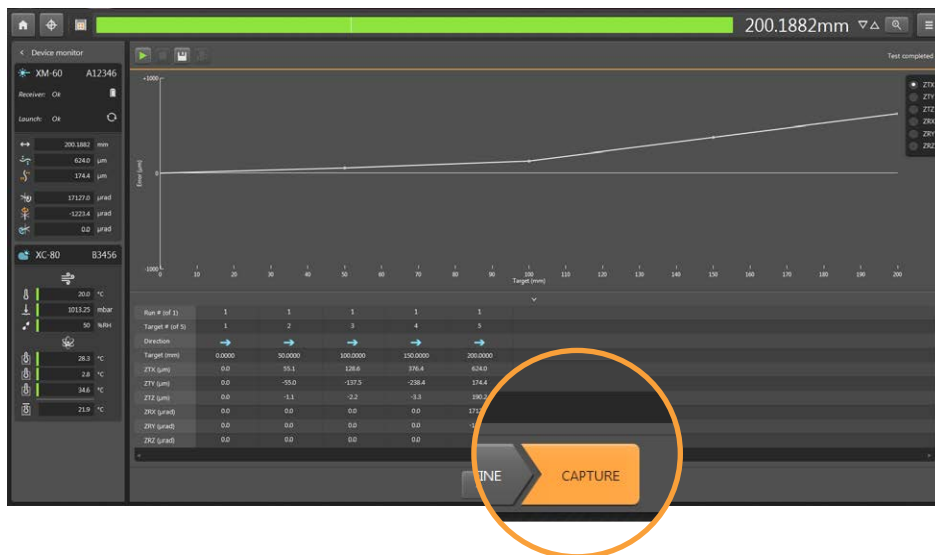 200.1882mm
Device monitor
Test completed
XM-60 A12346
Receiver: Ok
Launch: Ok
200.1882 mm
624.0 µm
174.4 µm
17127.0 µrad
-1223.4 µrad
0.0 µrad
XC-80 B3456
20.0 °C
1013.25 mbar
50 %RH
28.3 °C
2.8 °C
34.6 °C
21.9 °C
+1000
Error (µm)
0
-1000
0 10 20 30 40 50 60 70 80 90 100 110 120 130 140 150 160 170 180 190 200
Target (mm)
ZTX
ZTY
ZTZ
ZRX
ZRY
ZRZ
Run # (of 1) 1 1 1 1 1
Target # (of 5) 1 2 3 4 5
Direction
Target (mm) 0.0000 50.0000 100.0000 150.0000 200.0000
ZTX (µm) 0.0 55.1 128.6 376.4 624.0
ZTY (µm) 0.0 -55.0 -137.5 -238.4 174.4
ZTZ (µm) 0.0 -1.1 -2.2 -3.3 190.2
ZRX (µrad) 0.0 0.0 0.0 0.0
ZRY (µrad) 0.0 0.0 0.0 0.0
ZRZ (µrad) 0.0 0.0 0.0 0.0
CAPTURE